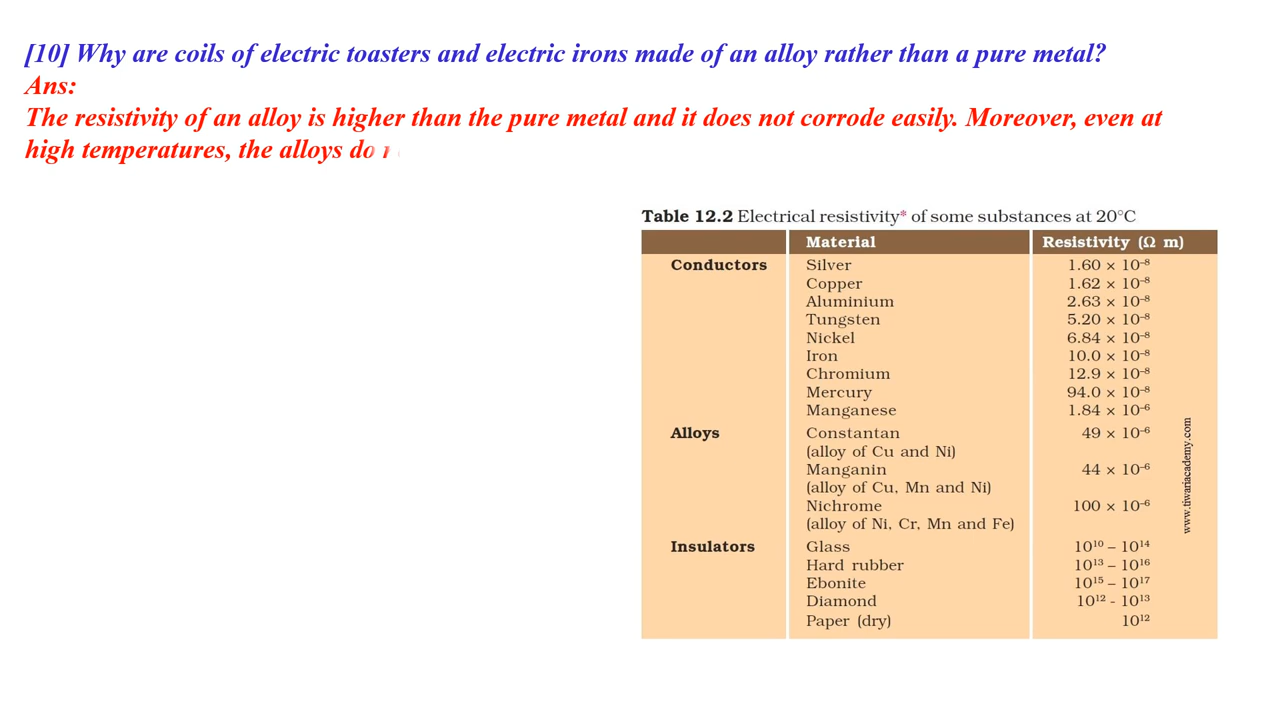 [10] Why are coils of electric toasters and electric irons made of an alloy rather than a pure metal?
Ans:
The resistivity of an alloy is higher than the pure metal and it does not corrode easily. Moreover, even at
high temperatures, the alloys do
Table 12.2 Electrical resistivity* of some substances at 20°C
Material Resistivity (Ω m)
Conductors Silver 1.60 × 10⁻⁸
Copper 1.62 × 10⁻⁸
Aluminium 2.63 × 10⁻⁸
Tungsten 5.20 × 10⁻⁸
Nickel 6.84 × 10⁻⁸
Iron 10.0 × 10⁻⁸
Chromium 12.9 × 10⁻⁸
Mercury 94.0 × 10⁻⁸
Manganese 1.84 × 10⁻⁶
Alloys Constantan 49 × 10⁻⁶
(alloy of Cu and Ni)
Manganin 44 × 10⁻⁶
(alloy of Cu, Mn and Ni)
Nichrome 100 × 10⁻⁶
(alloy of Ni, Cr, Mn and Fe)
Insulators Glass 10¹⁰ – 10¹⁴
Hard rubber 10¹³ – 10¹⁶
Ebonite 10¹⁵ – 10¹⁷
Diamond 10¹² - 10¹³
Paper (dry) 10¹²
www.tiwariacademy.com